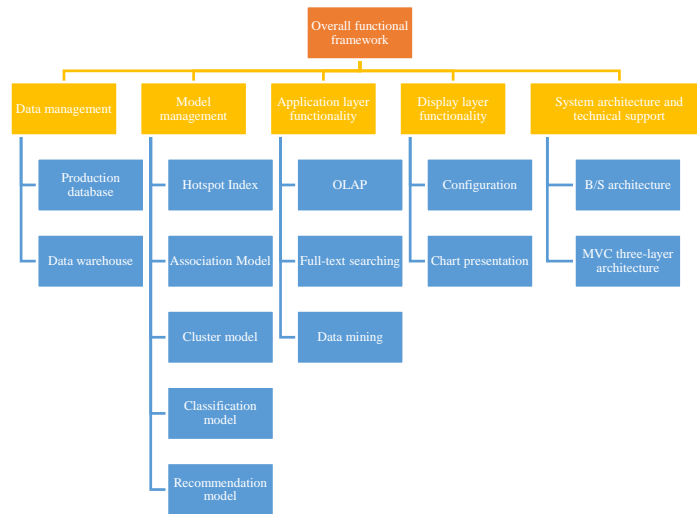 Overall functional
framework
Data management
Model
management
Application layer
functionality
Display layer
functionality
System architecture and
technical support
Production
database
Hotspot Index
OLAP
Configuration
B/S architecture
Data warehouse
Association Model
Full-text searching
Chart presentation
MVC three-layer
architecture
Cluster model
Data mining
Classification
model
Recommendation
model